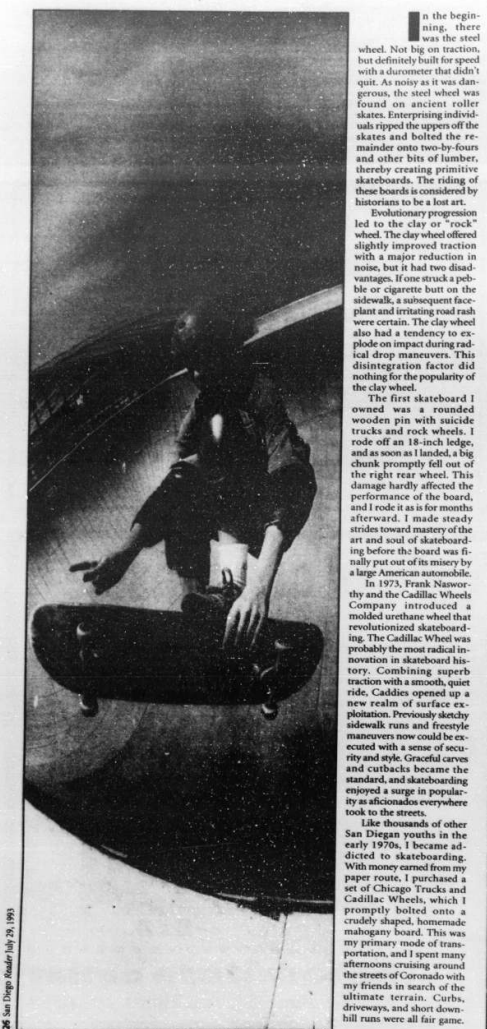 In the begin-
ning, there
was the steel
wheel. Not big on traction,
but definitely built for speed
with a durometer that didn't
quit. As noisy as it was dan-
gerous, the steel wheel was
found on ancient roller
skates. Enterprising individ-
uals ripped the uppers off the
skates and bolted the re-
mainder onto two-by-fours
and other bits of lumber,
thereby creating primitive
skateboards. The riding of
these boards is considered by
historians to be a lost art.
Evolutionary progression
led to the clay or "rock"
wheel. The clay wheel offered
slightly improved traction
with a major reduction in
noise, but it had two disad-
vantages. If one struck a peb-
ble or cigarette butt on the
sidewalk, a subsequent face-
plant and irritating road rash
were certain. The clay wheel
also had a tendency to ex-
plode on impact during rad-
ical drop maneuvers. This
disintegration factor did
nothing for the popularity of
the clay wheel.
The first skateboard I
owned was a rounded
wooden pin with suicide
trucks and rock wheels. I
rode off an 18-inch ledge,
and as soon as I landed, a big
chunk promptly fell out of
the right rear wheel. This
damage hardly affected the
performance of the board,
and I rode it as is for months
afterward. I made steady
strides toward mastery of the
art and soul of skateboard-
ing before the board was fi-
nally put out of its misery by
a large American automobile.
In 1973, Frank Naswor-
thy and the Cadillac Wheels
Company introduced a
molded urethane wheel that
revolutionized skateboard-
ing. The Cadillac Wheel was
probably the most radical in-
novation in skateboard his-
tory. Combining superb
traction with a smooth, quiet
ride, Caddies opened up a
new realm of surface ex-
ploitation. Previously sketchy
sidewalk runs and freestyle
maneuvers now could be ex-
ecuted with a sense of secu-
rity and style. Graceful carves
and cutbacks became the
standard, and skateboarding
enjoyed a surge in popular-
ity as aficionados everywhere
took to the streets.
Like thousands of other
San Diegan youths in the
early 1970s, I became ad-
dicted to skateboarding.
With money earned from my
paper route, I purchased a
set of Chicago Trucks and
Cadillac Wheels, which I
promptly bolted onto a
crudely shaped, homemade
mahogany board. This was
my primary mode of trans-
portation, and I spent many
afternoons cruising around
the streets of Coronado with
my friends in search of the
ultimate terrain. Curbs,
driveways, and short down-
hill runs were all fair game.
26 San Diego Reader July 29, 1993